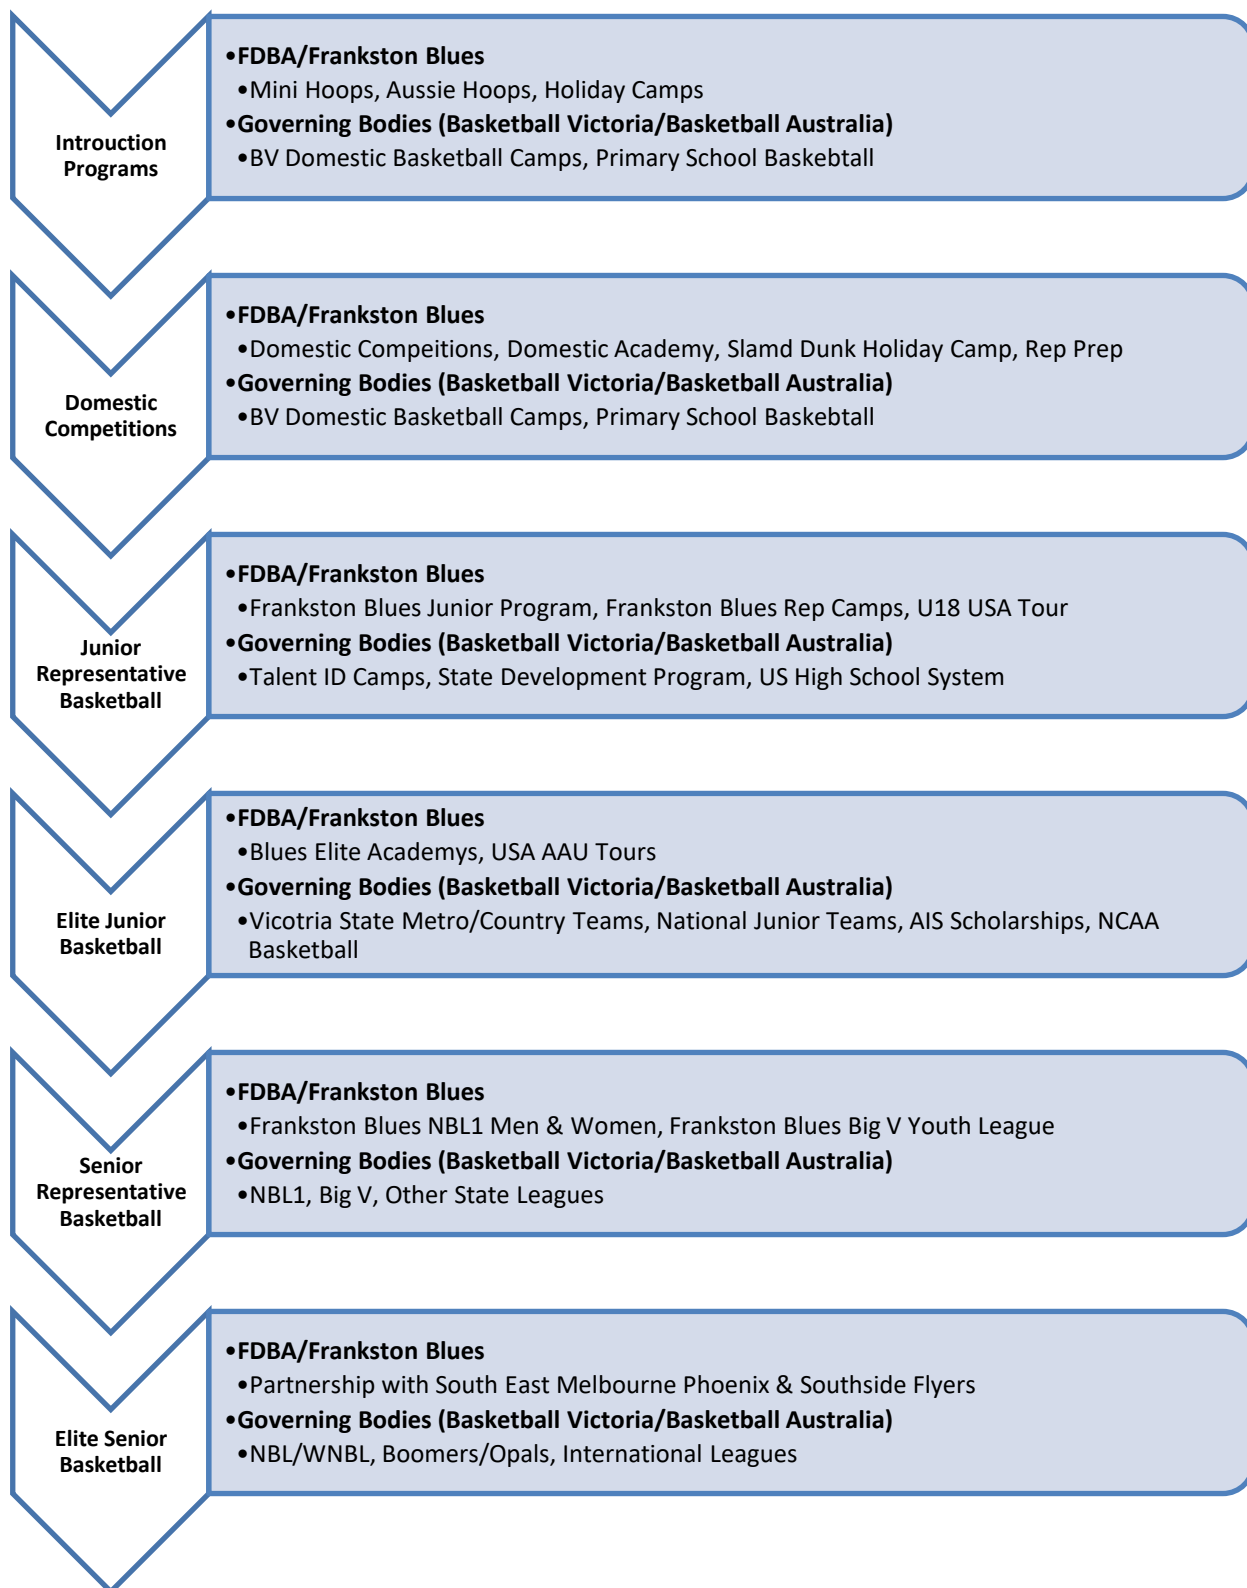 Introuction
Programs
•FDBA/Frankston Blues
•Mini Hoops, Aussie Hoops, Holiday Camps
•Governing Bodies (Basketball Victoria/Basketball Australia)
•BV Domestic Basketball Camps, Primary School Baskebtall
Domestic
Competitions
•FDBA/Frankston Blues
•Domestic Compeitions, Domestic Academy, Slamd Dunk Holiday Camp, Rep Prep
•Governing Bodies (Basketball Victoria/Basketball Australia)
•BV Domestic Basketball Camps, Primary School Baskebtall
Junior
Representative
Basketball
•FDBA/Frankston Blues
•Frankston Blues Junior Program, Frankston Blues Rep Camps, U18 USA Tour
•Governing Bodies (Basketball Victoria/Basketball Australia)
•Talent ID Camps, State Development Program, US High School System
Elite Junior
Basketball
•FDBA/Frankston Blues
•Blues Elite Academys, USA AAU Tours
•Governing Bodies (Basketball Victoria/Basketball Australia)
•Vicotria State Metro/Country Teams, National Junior Teams, AIS Scholarships, NCAA
Basketball
Senior
Representative
Basketball
•FDBA/Frankston Blues
•Frankston Blues NBL1 Men & Women, Frankston Blues Big V Youth League
•Governing Bodies (Basketball Victoria/Basketball Australia)
•NBL1, Big V, Other State Leagues
Elite Senior
Basketball
•FDBA/Frankston Blues
•Partnership with South East Melbourne Phoenix & Southside Flyers
•Governing Bodies (Basketball Victoria/Basketball Australia)
•NBL/WNBL, Boomers/Opals, International Leagues